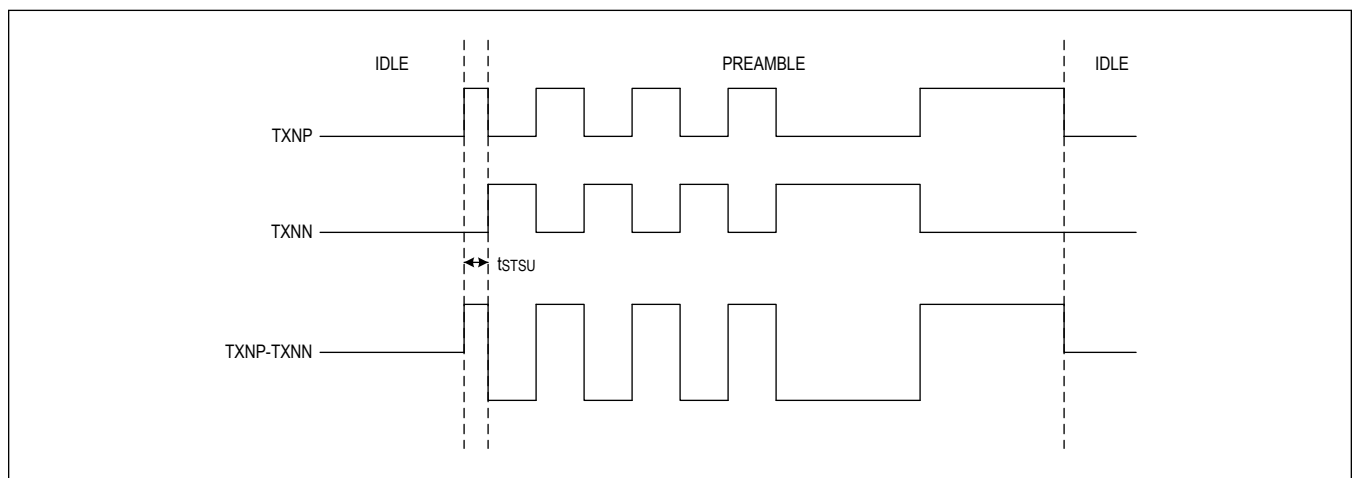 IDLE PREAMBLE IDLE
TXNP
TXNN
tSTSU
TXNP-TXNN